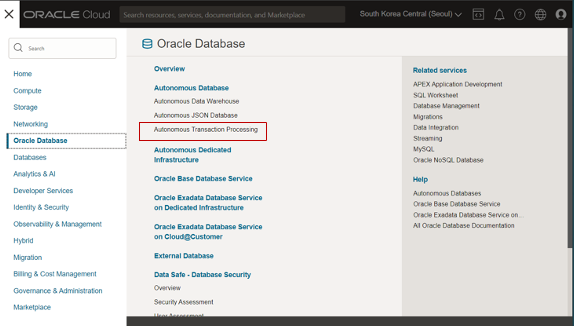 ORACLE Cloud
Search resources, services, documentation, and Marketplace
South Korea Central (Seoul)
Search
Home
Compute
Storage
Networking
Oracle Database
Databases
Analytics & AI
Developer Services
Identity & Security
Observability & Management
Hybrid
Migration
Billing & Cost Management
Governance & Administration
Marketplace
Oracle Database
Overview
Autonomous Database
Autonomous Data Warehouse
Autonomous JSON Database
Autonomous Transaction Processing
Autonomous Dedicated
Infrastructure
Oracle Base Database Service
Oracle Exadata Database Service
on Dedicated Infrastructure
Oracle Exadata Database Service
on Cloud@Customer
External Database
Data Safe - Database Security
Overview
Security Assessment
User Assessment
Related services
APEX Application Development
SQL Worksheet
Database Management
Migrations
Data Integration
Streaming
MySQL
Oracle NoSQL Database
Help
Autonomous Databases
Oracle Base Database Service
Oracle Exadata Database Service on...
All Oracle Database Documentation